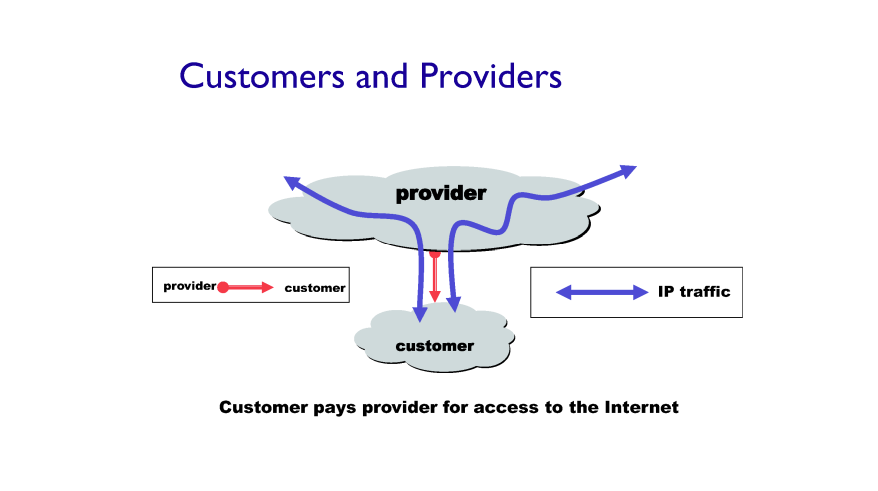 Customers and Providers
provider
provider
customer
IP traffic
customer
Customer pays provider for access to the Internet